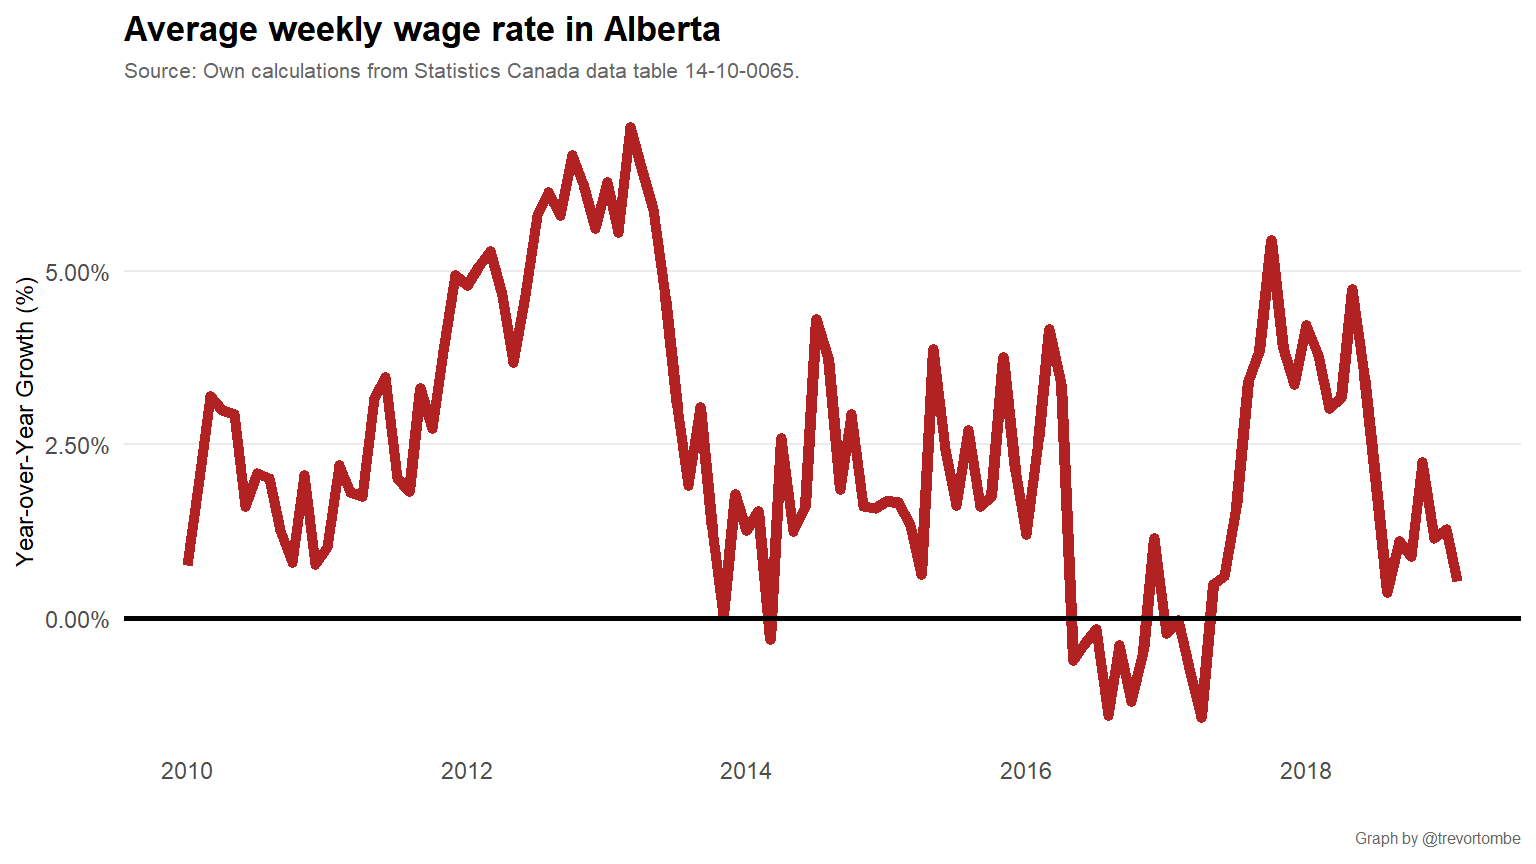 Average weekly wage rate in Alberta
Source: Own calculations from Statistics Canada data table 14-10-0065.
Year-over-Year Growth (%)
5.00%
2.50%
0.00%
2010 2012 2014 2016 2018
Graph by @trevortombe